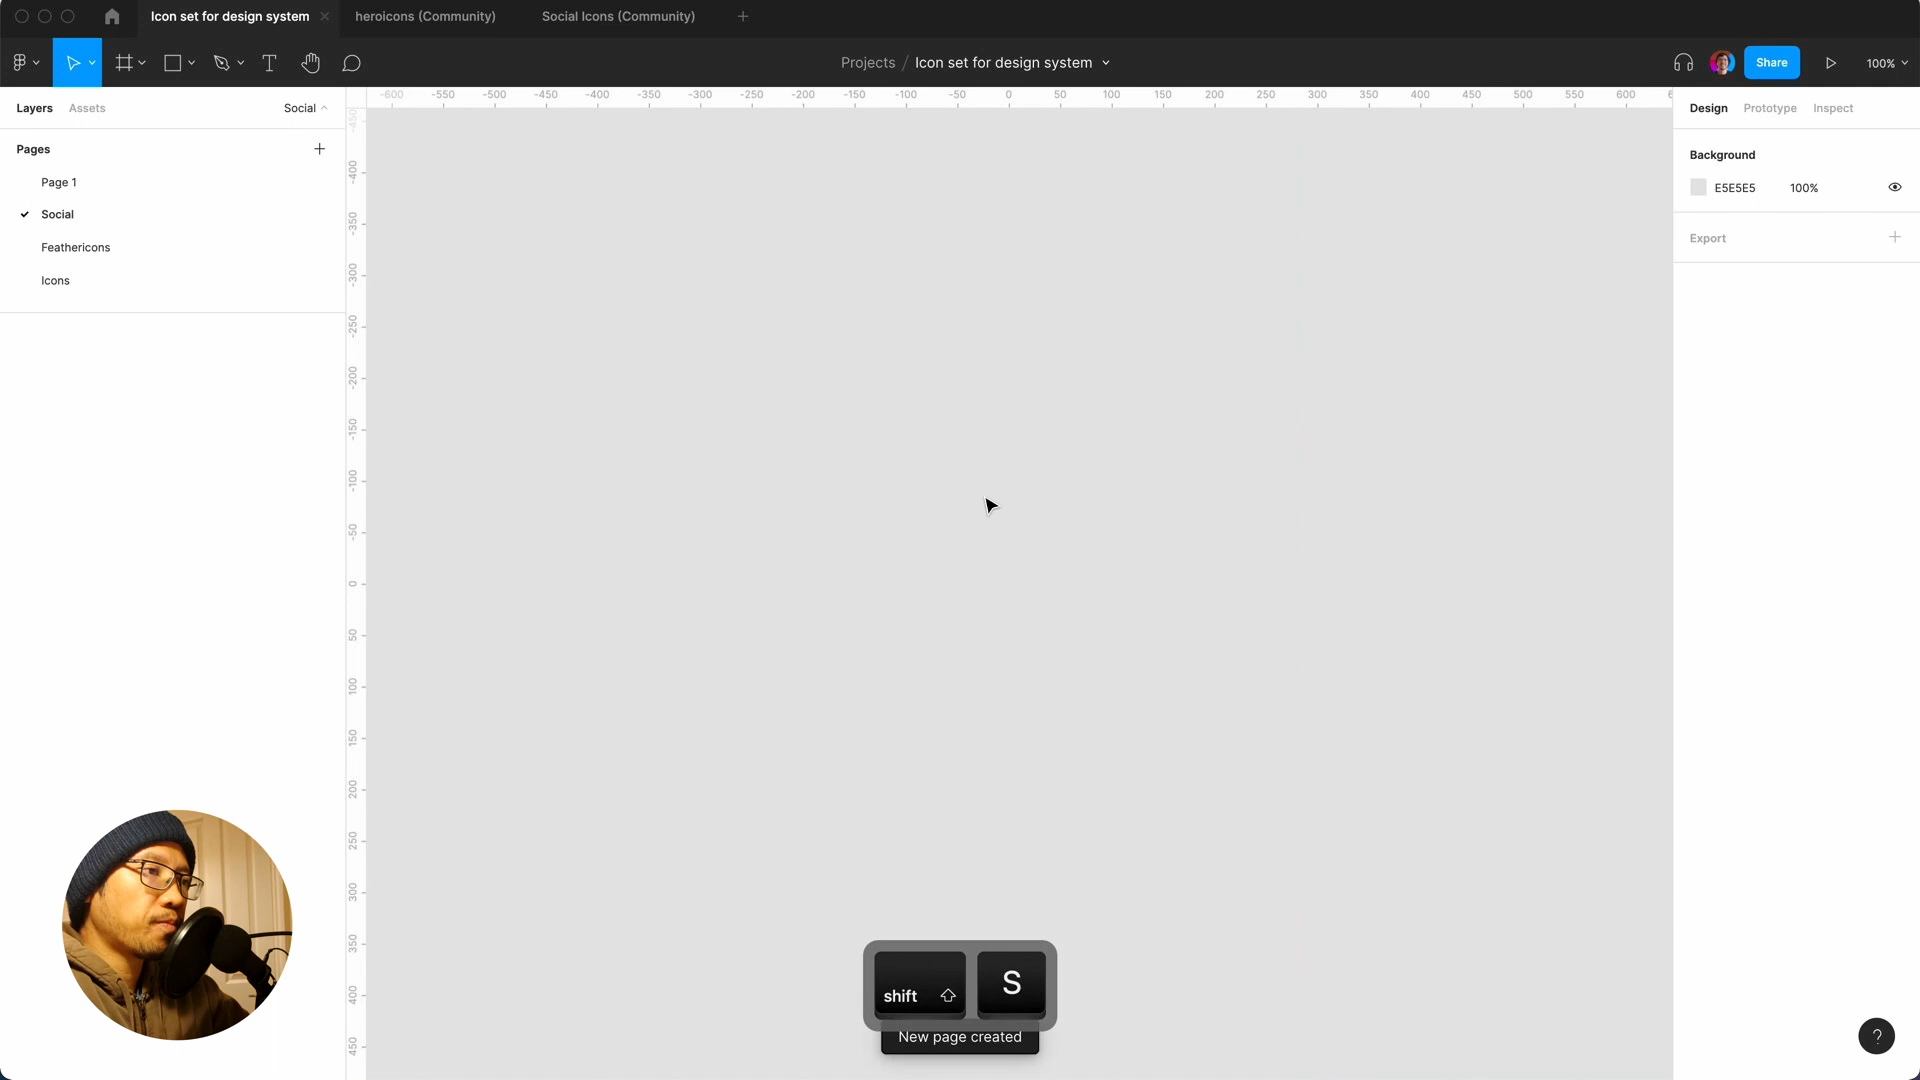 Icon set for design system
heroicons (Community)
Social Icons (Community)
Projects / Icon set for design system
Share
100%
Layers
Assets
Social
-600 -550 -500 -450 -400 -350 -300 -250 -200 -150 -100 -50 0 50 100 150 200 250 300 350 400 450 500 550 600
Design
Prototype
Inspect
Pages
Page 1
Social
Feathericons
Icons
-450
-400
-350
-300
-250
-200
-150
-100
-50
0
50
100
150
200
250
300
350
400
450
Background
E5E5E5 100%
Export
shift
S
New page created
?